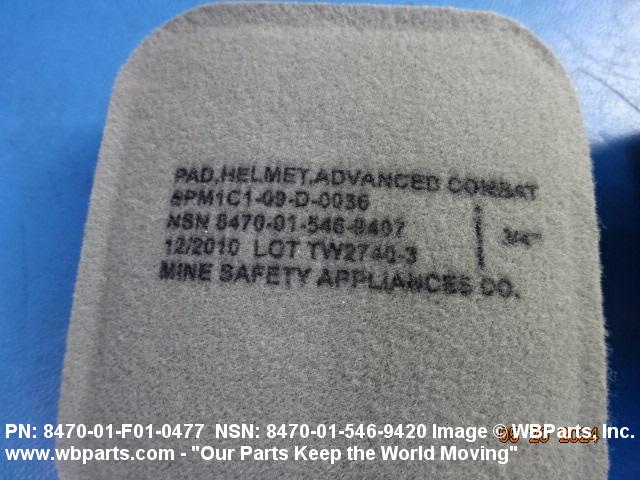 PAD, HELMET, ADVANCED COMBAT
SPM1C1-09-D-0036
NSN 8470-01-546-9407
3/4"
12/2010 LOT TW2740-3
MINE SAFETY APPLIANCES CO.
PN: 8470-01-F01-0477 NSN: 8470-01-546-9420 Image © WBParts, Inc.
www.wbparts.com - "Our Parts Keep the World Moving"